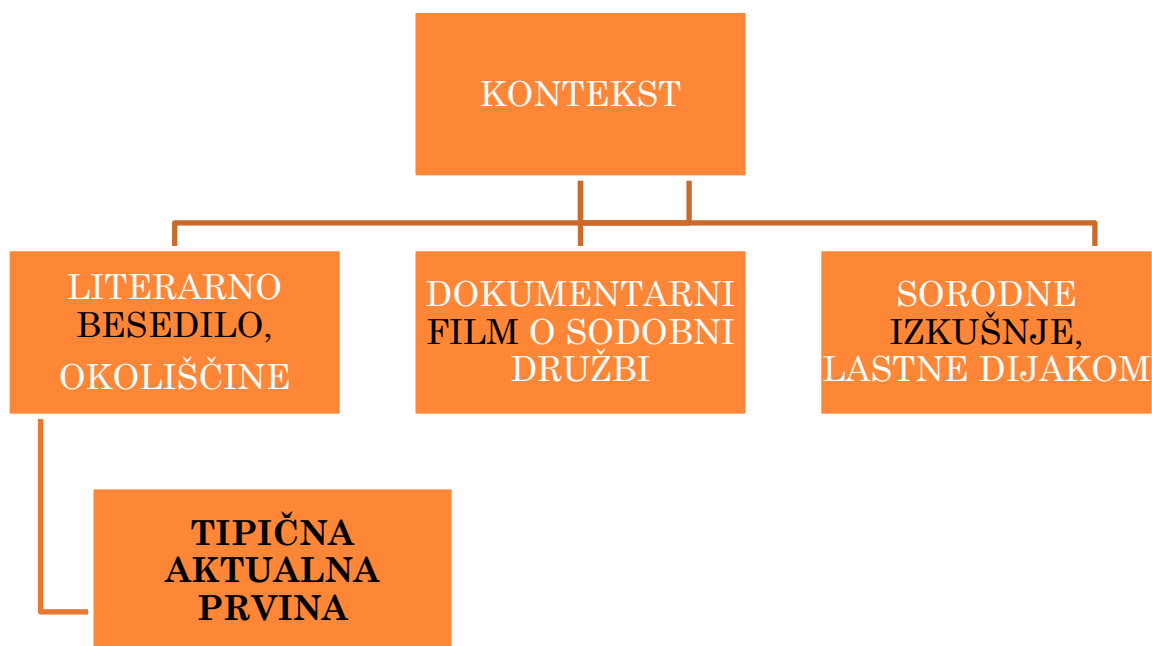 KONTEKST
LITERARNO
BESEDILO,
OKOLIŠČINE
DOKUMENTARNI
FILM O SODOBNI
DRUŽBI
SORODNE
IZKUŠNJE,
LASTNE DIJAKOM
TIPIČNA
AKTUALNA
PRVINA